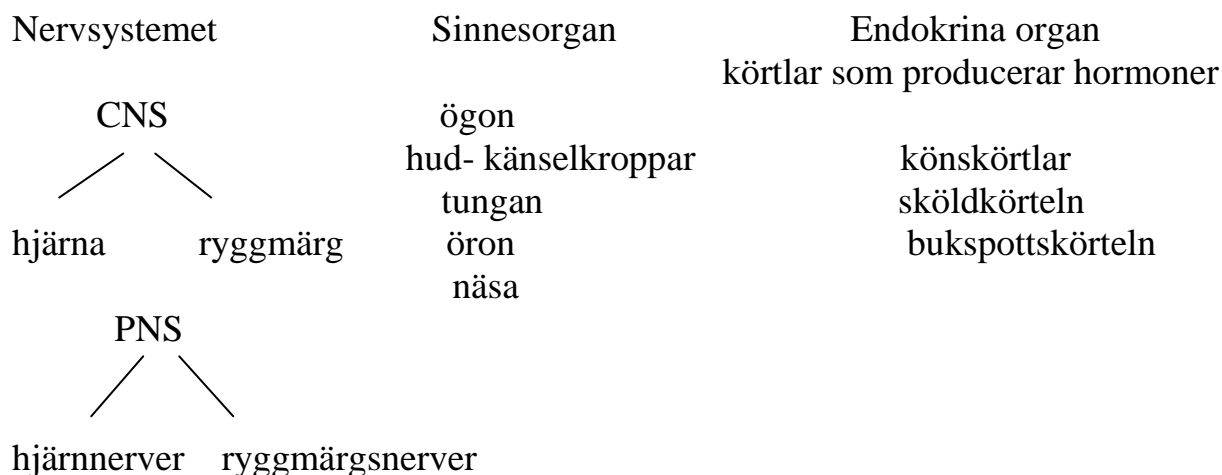 Nervsystemet Sinnesorgan Endokrina organ
körtlar som producerar hormoner
CNS ögon
hud- känselkroppar könskörtlar
tungan sköldkörteln
hjärna ryggmärg öron bukspottskörteln
näsa
PNS
hjärnnerver ryggmärgsnerver